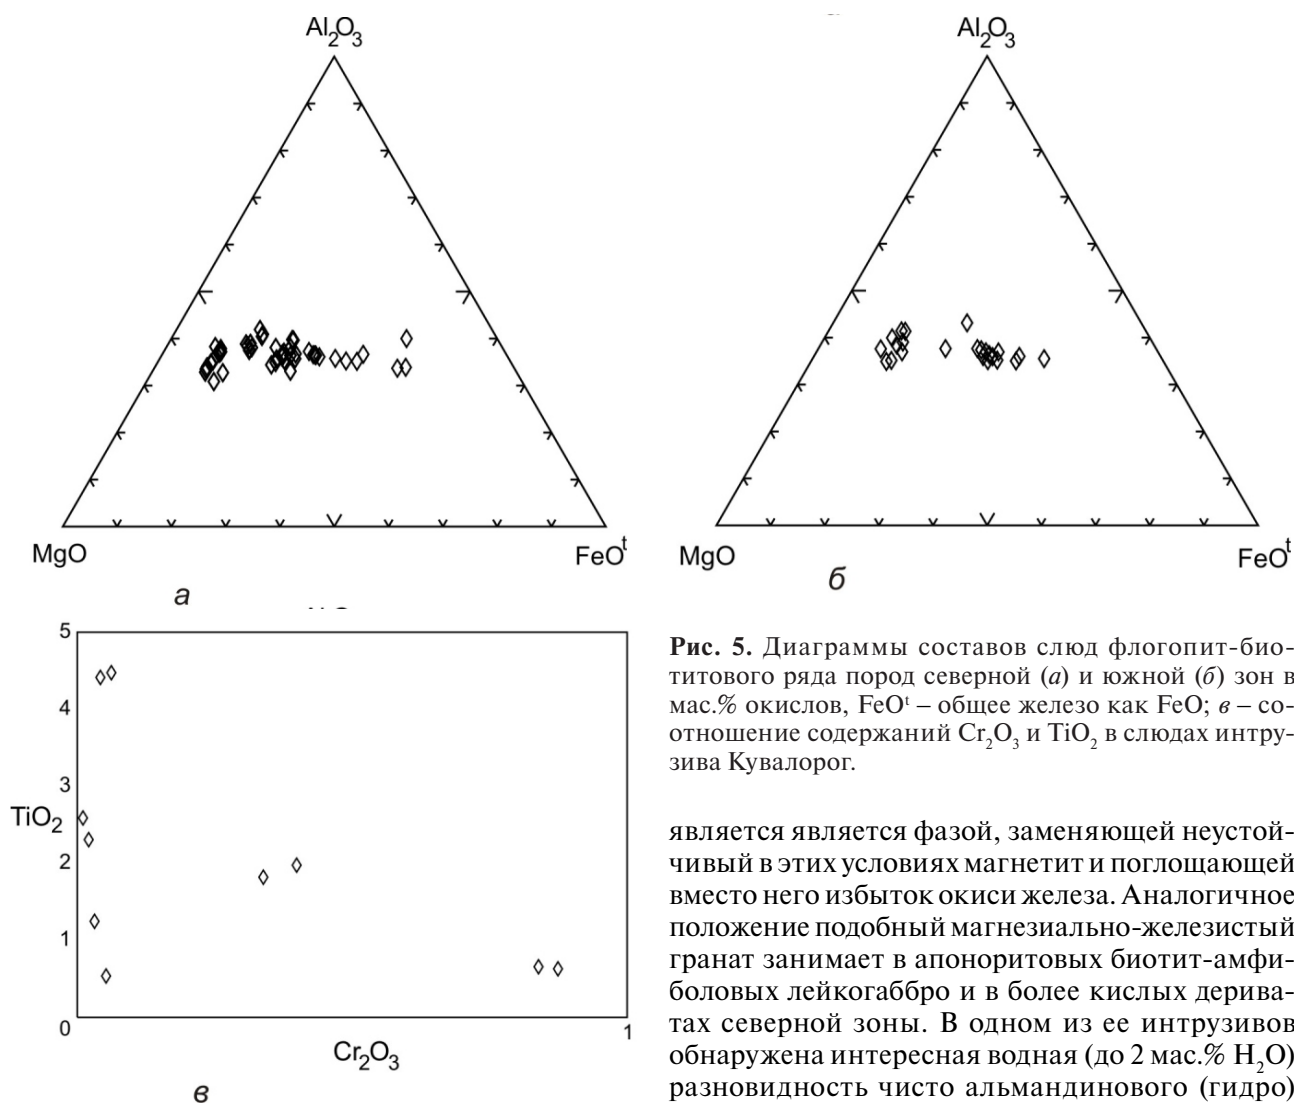 Al₂O₃
MgO
FeOᵗ
а
Al₂O₃
MgO
FeOᵗ
б
5
4
3
TiO₂
2
1
0
1
Cr₂O₃
в
Рис. 5. Диаграммы составов слюд флогопит-био-
титового ряда пород северной (а) и южной (б) зон в
мас.% окислов, FeOᵗ – общее железо как FeO; в – со-
отношение содержаний Cr₂O₃ и TiO₂ в слюдах интру-
зива Кувалорог.
является является фазой, заменяющей неустой-
чивый в этих условиях магнетит и поглощающей
вместо него избыток окиси железа. Аналогичное
положение подобный магнезиально-железистый
гранат занимает в апоноритовых биотит-амфи-
боловых лейкогаббро и в более кислых дерива-
тах северной зоны. В одном из ее интрузивов
обнаружена интересная водная (до 2 мас.% H₂O)
разновидность чисто альмандинового (гидро)